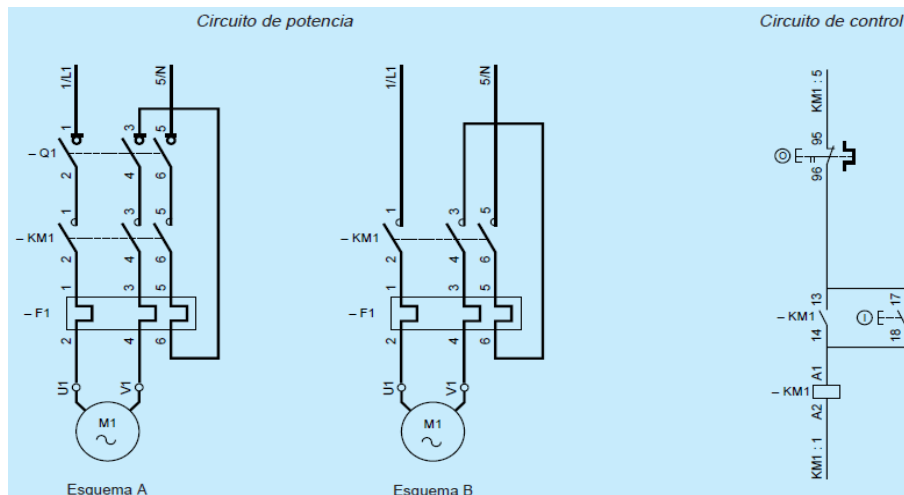 Circuito de potencia
Circuito de control
1/L1
5/N
1
3
5
– Q1
2
4
6
1
3
5
– KM1
2
4
6
1
3
5
– F1
2
4
6
U1
V1
M1
Esquema A
1/L1
5/N
1
3
5
– KM1
2
4
6
1
3
5
– F1
2
4
6
U1
V1
M1
Esquema B
KM1 : 5
95
96
13
– KM1
14
17
I
18
A1
– KM1
A2
KM1 : 1